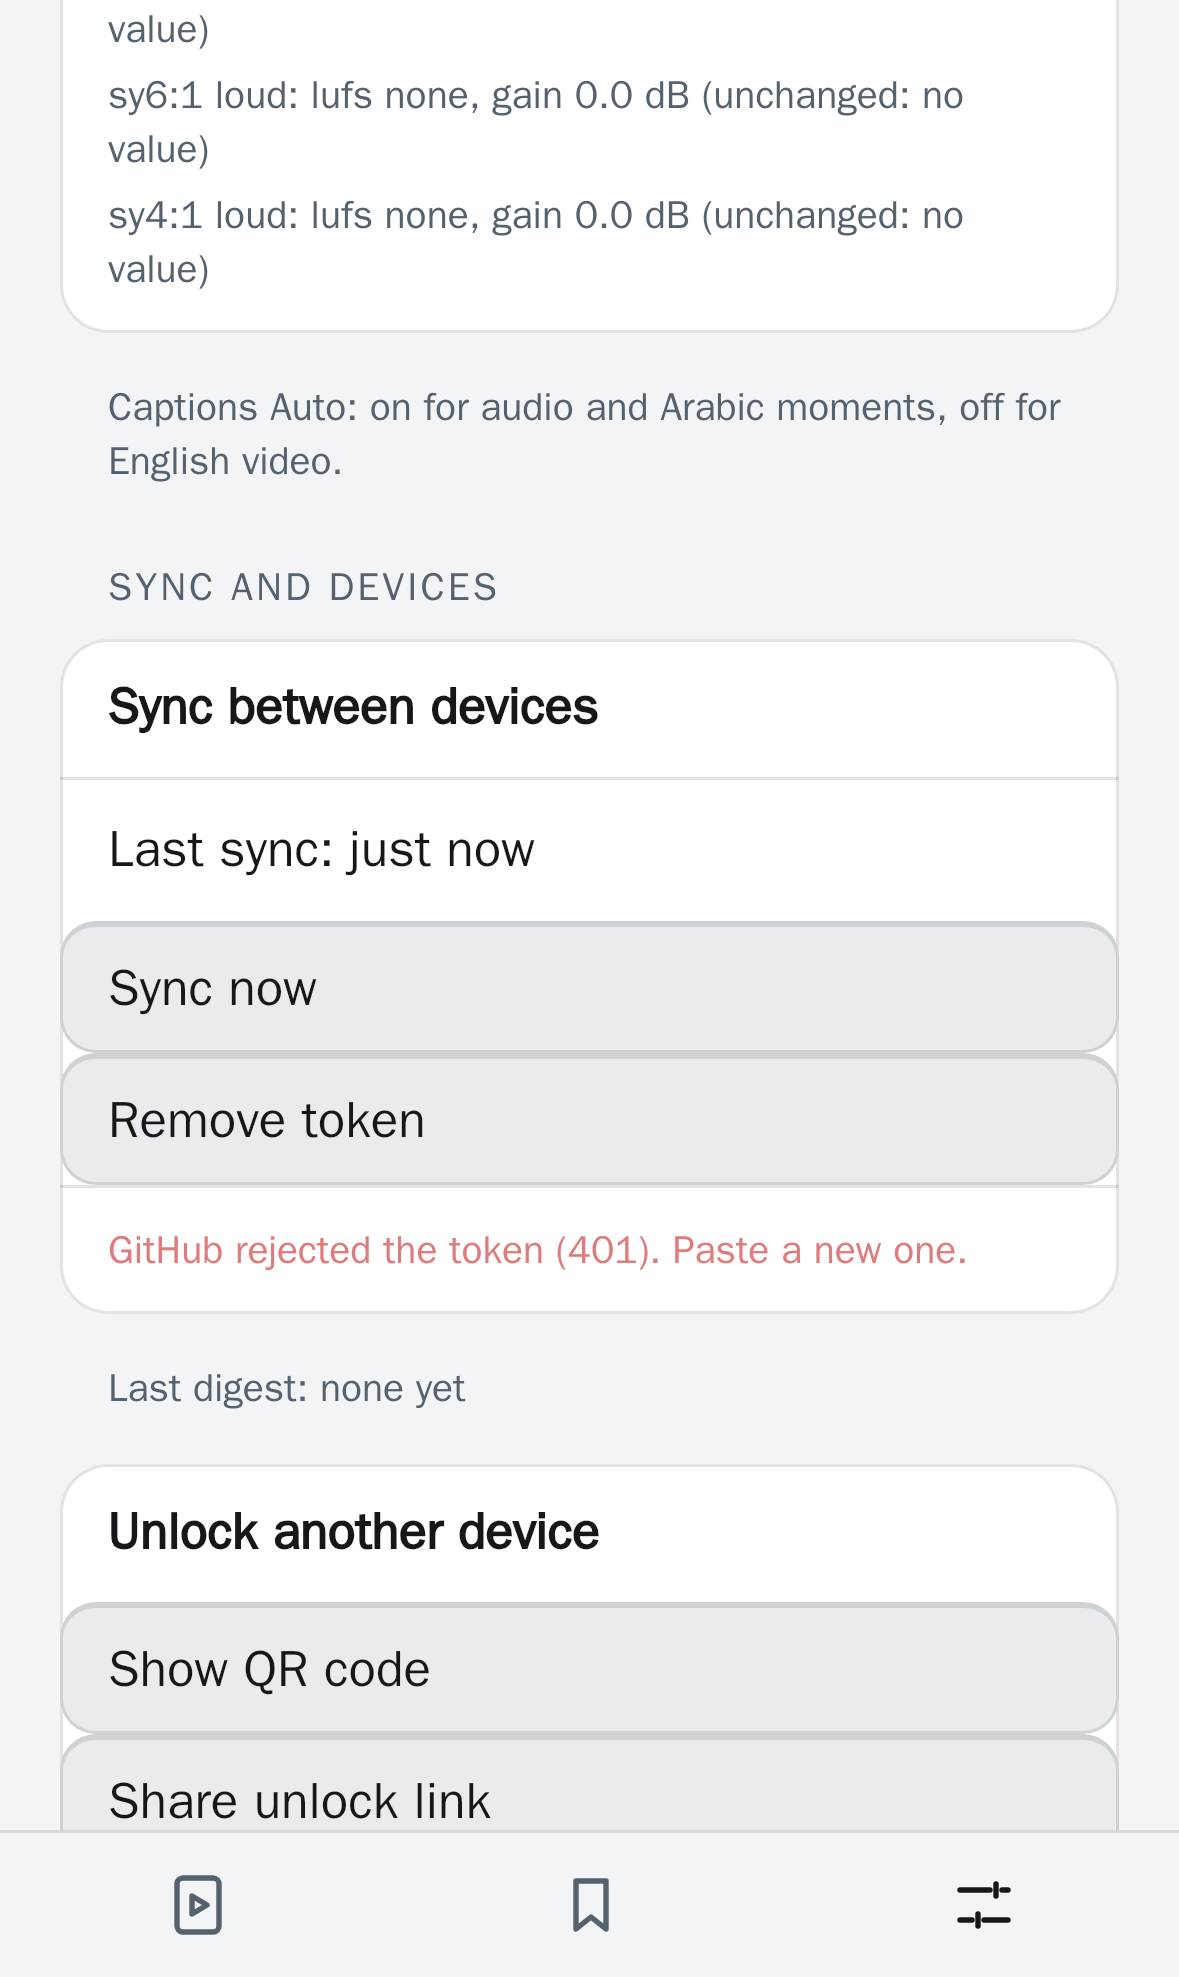 value)
sy6:1 loud: lufs none, gain 0.0 dB (unchanged: no
value)
sy4:1 loud: lufs none, gain 0.0 dB (unchanged: no
value)
Captions Auto: on for audio and Arabic moments, off for
English video.
SYNC AND DEVICES
Sync between devices
Last sync: just now
Sync now
Remove token
GitHub rejected the token (401). Paste a new one.
Last digest: none yet
Unlock another device
Show QR code
Share unlock link